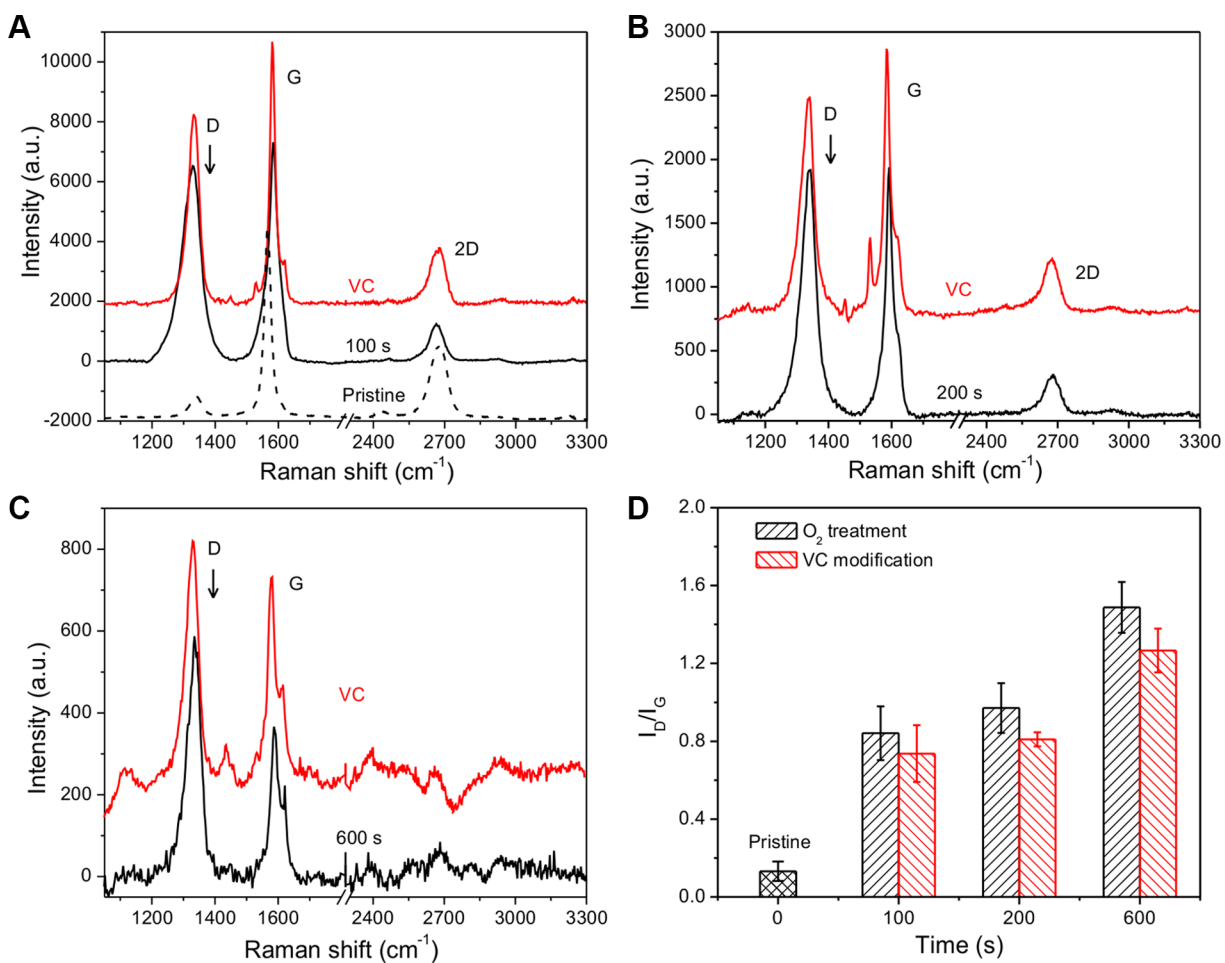 A
Intensity (a.u.)
10000
8000
6000
4000
2000
0
-2000
D
G
2D
VC
100 s
Pristine
1200
1400
1600
2400
2700
3000
3300
Raman shift (cm⁻¹)
B
Intensity (a.u.)
3000
2500
2000
1500
1000
500
0
D
G
2D
VC
200 s
1200
1400
1600
2400
2700
3000
3300
Raman shift (cm⁻¹)
C
Intensity (a.u.)
800
600
400
200
0
D
G
VC
600 s
1200
1400
1600
2400
2700
3000
3300
Raman shift (cm⁻¹)
D
I_D/I_G
2.0
1.6
1.2
0.8
0.4
0.0
O₂ treatment
VC modification
Pristine
0
100
200
600
Time (s)